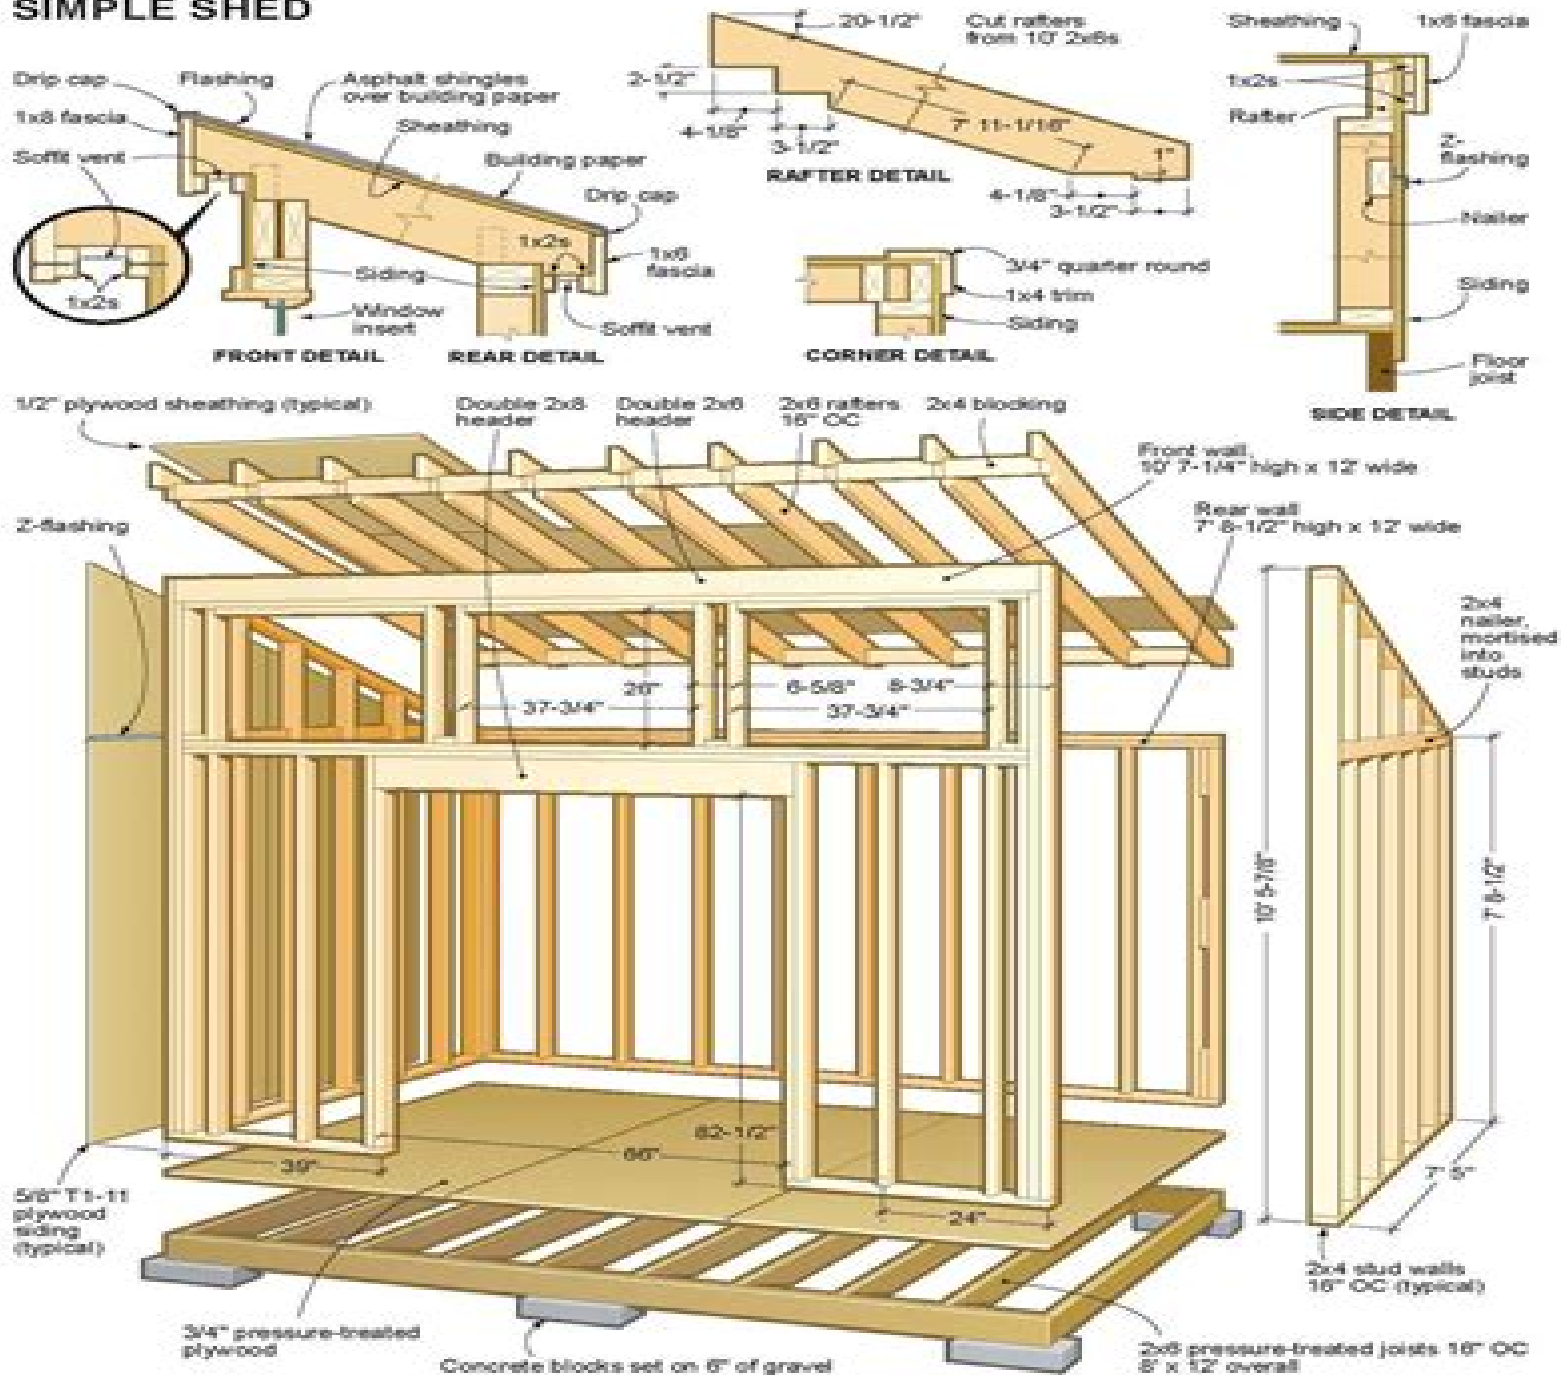 SIMPLE SHED
Drip cap
Flashing
Asphalt shingles
over building paper
1x8 fascia
Sheathing
Soffit vent
Building paper
Drip cap
1x2s
1x6
fascia
1x2s
Siding
Window
insert
Soffit vent
FRONT DETAIL
REAR DETAIL
20-1/2"
Cut rafters
from 10' 2x6s
2-1/2"
4-1/8"
3-1/2"
7' 11-1/16"
1"
RAFTER DETAIL
4-1/8"
3-1/2"
3/4" quarter round
1x4 trim
Siding
CORNER DETAIL
Sheathing
1x6 fascia
1x2s
Rafter
Z-
flashing
Nailer
Siding
Floor
joist
SIDE DETAIL
1/2" plywood sheathing (typical)
Double 2x8
header
Double 2x6
header
2x6 rafters
16" OC
2x4 blocking
Front wall,
10' 7-1/4" high x 12' wide
Rear wall
7' 8-1/2" high x 12' wide
Z-flashing
2x4
nailer,
mortised
into
studs
26"
6-5/8"
8-3/4"
37-3/4"
37-3/4"
10' 5-7/8"
7' 8-1/2"
82-1/2"
66"
39"
24"
7' 5"
5/8" T1-11
plywood
siding
(typical)
2x4 stud walls
16" OC (typical)
3/4" pressure-treated
plywood
Concrete blocks set on 6" of gravel
2x6 pressure-treated joists 16" OC
8' x 12' overall